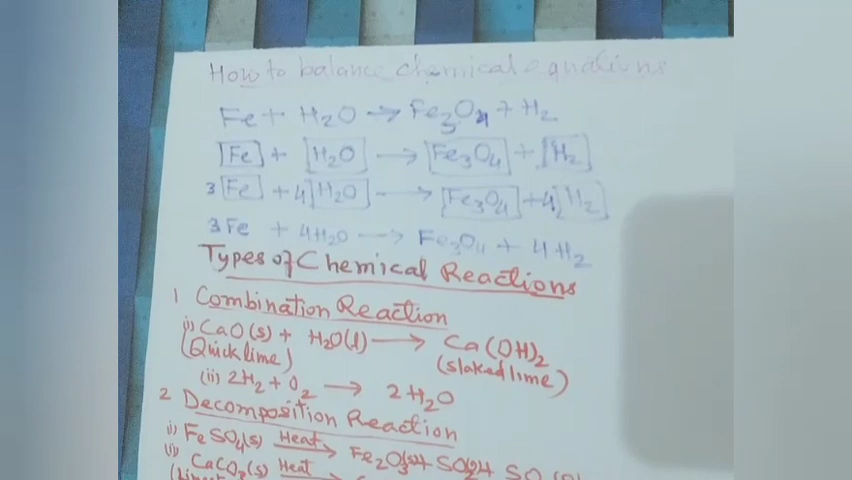 How to balance chemical equations
Fe + H₂O → Fe₃O₄ + H₂
[Fe] + [H₂O] → [Fe₃O₄] + [H₂]
3[Fe] + 4[H₂O] → [Fe₃O₄] + 4[H₂]
3Fe + 4H₂O → Fe₃O₄ + 4H₂
Types of Chemical Reactions
1 Combination Reaction
i) CaO(s) + H₂O(l) → Ca(OH)₂
(Quick lime) (slaked lime)
(ii) 2H₂ + O₂ → 2H₂O
2 Decomposition Reaction
i) FeSO₄(s) Heat → Fe₂O₃(s) + SO₂ +
(ii) CaCO₃(s) Heat →